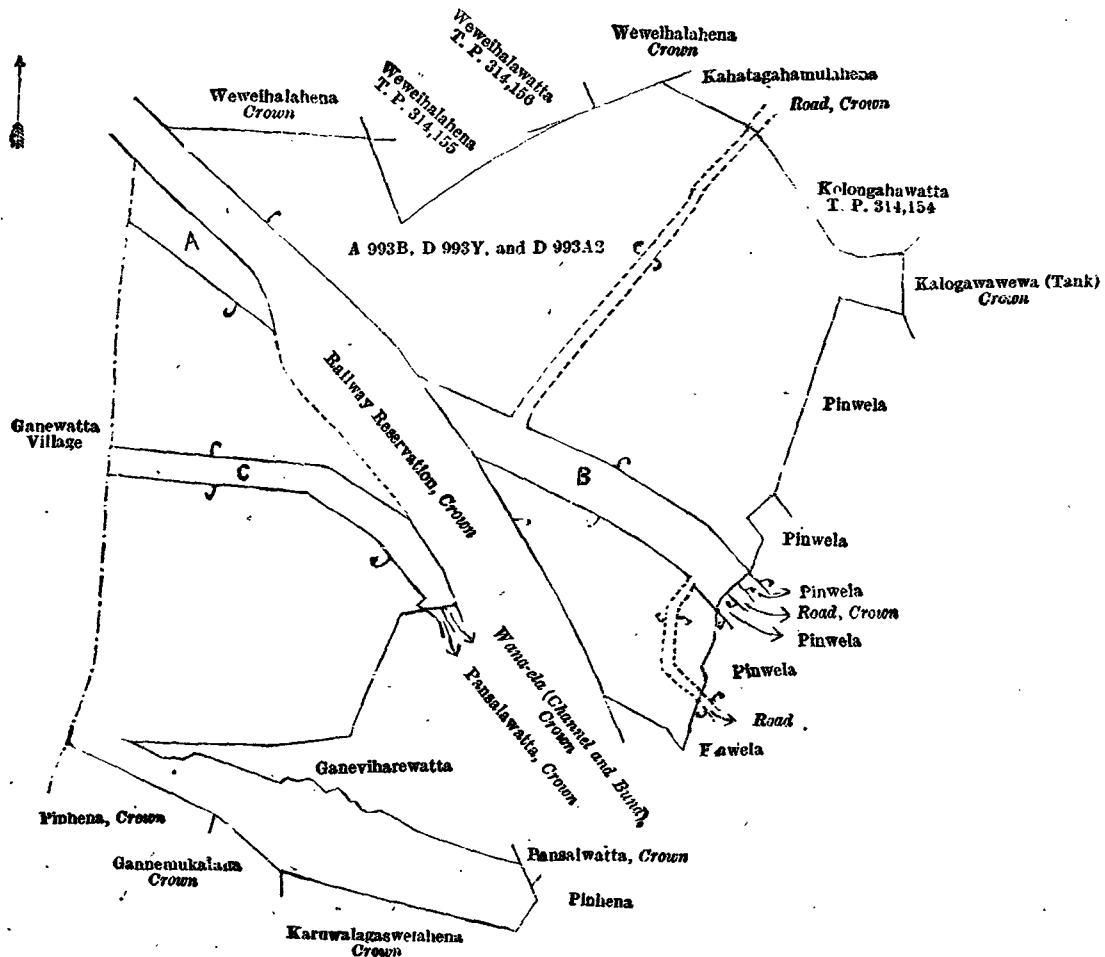 Weweihalahena
Crown
Weweihalawatta
T. P. 314,156
Weweihalahena
T. P. 314,155
Weweihalahena
Crown
Kahatagahamulahena
Road, Crown
Kolongahawatta
T. P. 314,154
A
A 993B, D 993Y, and D 993A2
Kalogawawewa (Tank)
Crown
Railway Reservation, Crown
Pinwela
Ganewatta
Village
C
B
Pinwela
Pinwela
Road, Crown
Pinwela
Pinwela
Road
Pinwela
Wana-ela (Channel and Bund),
Crown
Pansalawatta, Crown
Ganeviharewatta
Pinhena, Crown
Pansalwatta, Crown
Gannemukalana
Crown
Pinhena
Karuwalagaswetahena
Crown